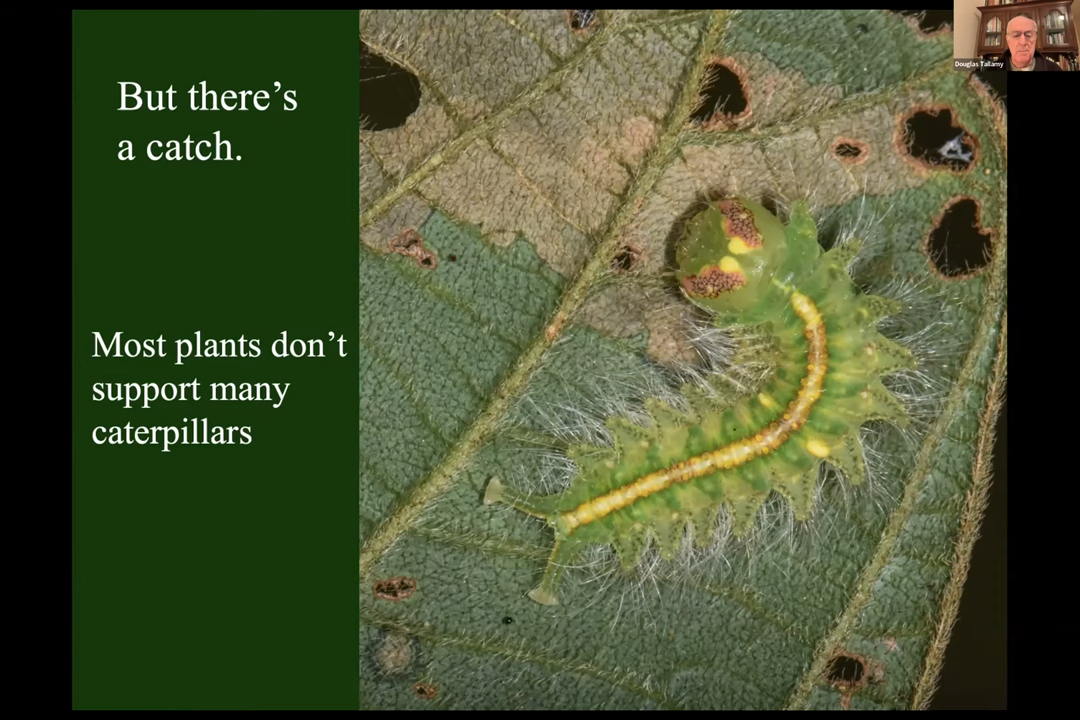 But there's
a catch.
Most plants don't
support many
caterpillars
Douglas Tallamy